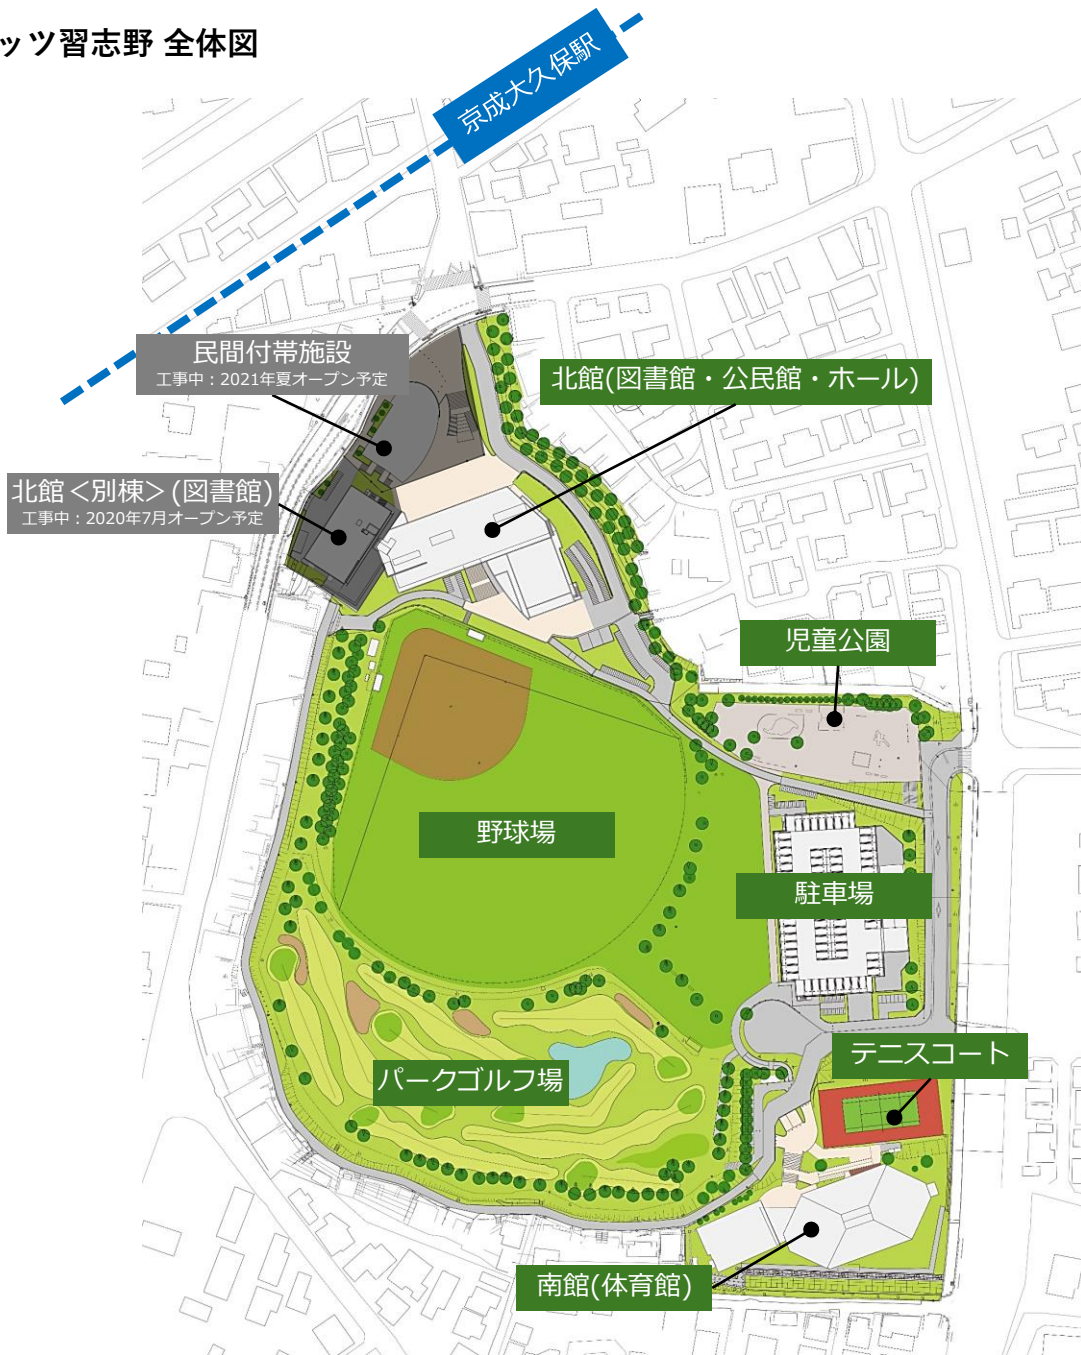 ッツ習志野 全体図
京成大久保駅
民間付帯施設
工事中：2021年夏オープン予定
北館(図書館・公民館・ホール)
北館＜別棟＞(図書館)
工事中：2020年7月オープン予定
児童公園
野球場
駐車場
テニスコート
パークゴルフ場
南館(体育館)